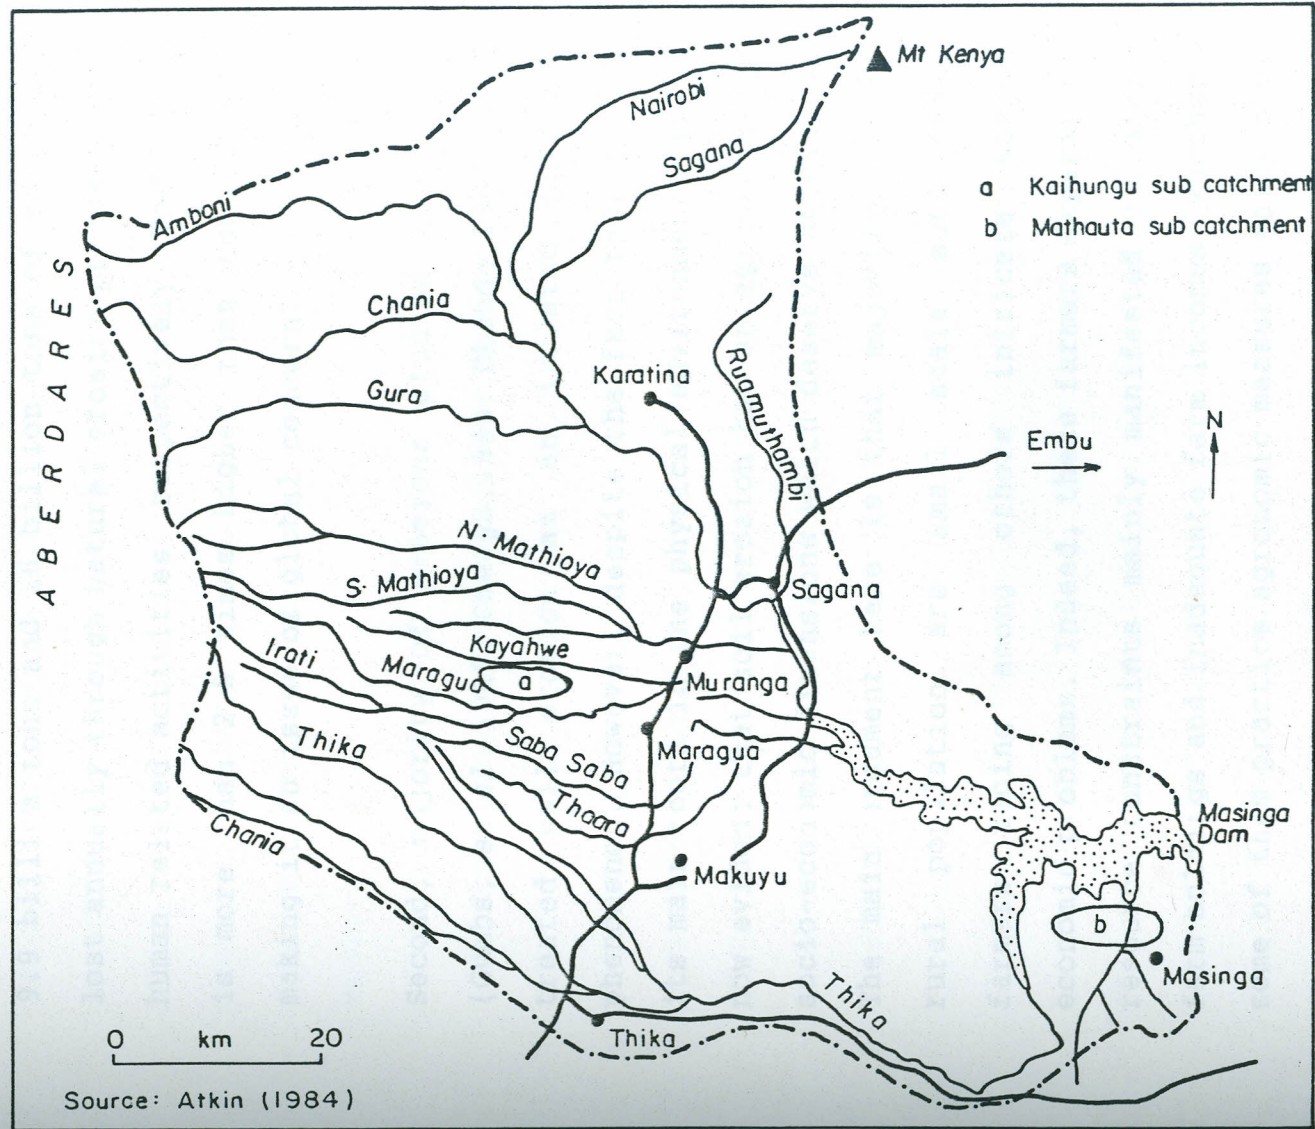 Mt Kenya
Nairobi
Sagana
a Kaihungu sub catchment
b Mathauta sub catchment
Amboni
ABERDARES
Chania
Karatina
Ruamuthambi
Gura
N
Embu
N. Mathioya
S. Mathioya
Sagana
Kayahwe
Irati
Maragua
a
Muranga
Thika
Saba Saba
Maragua
Thaara
Masinga
Dam
Chania
Makuyu
b
Masinga
Thika
0 km 20
Thika
Source: Atkin (1984)